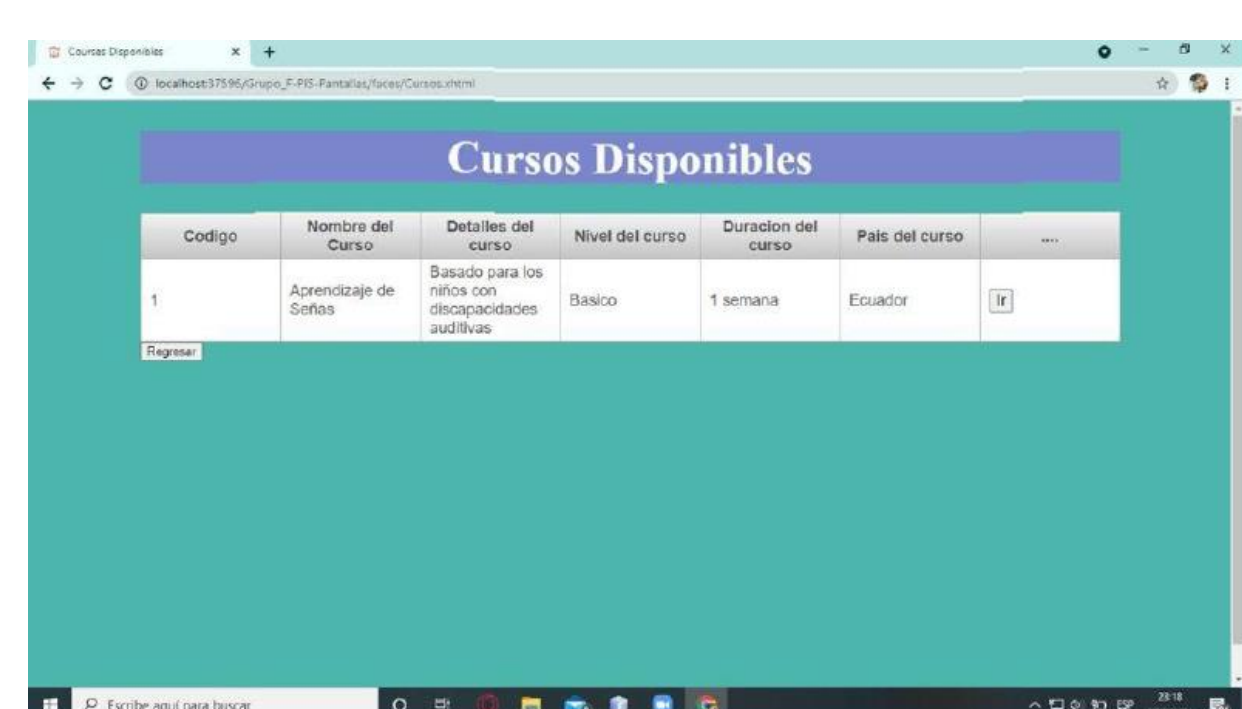 Courses Disponibles
localhost:37596/Grupo_F-PIS-Pantallas/faces/Cursos.xhtml
Cursos Disponibles
Codigo
Nombre del
Curso
Detalles del
curso
Nivel del curso
Duracion del
curso
Pais del curso
....
1
Aprendizaje de
Señas
Basado para los
niños con
discapacidades
auditivas
Basico
1 semana
Ecuador
Ir
Regresar
Escribe aquí para buscar
ESP
23:18